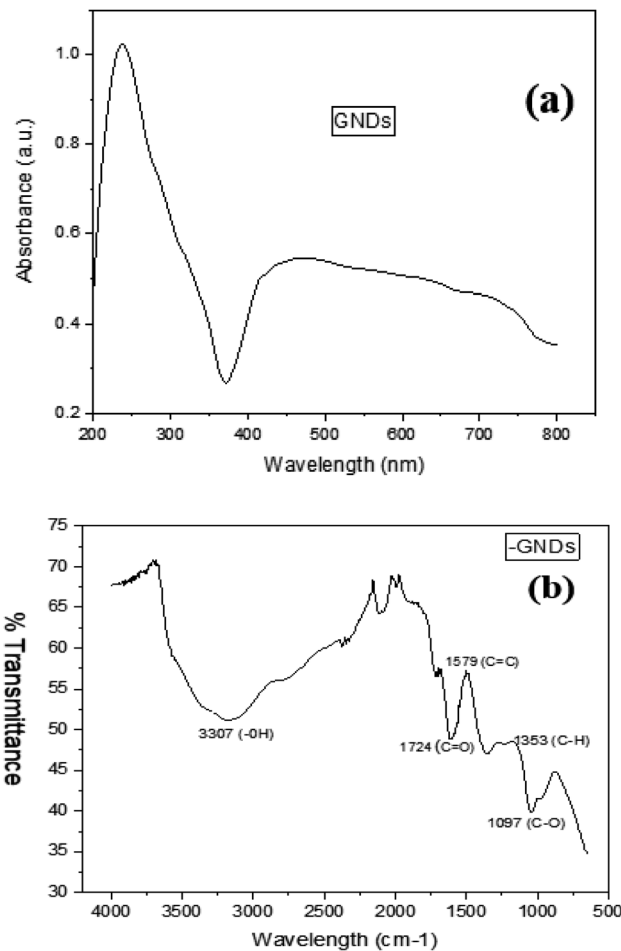 (a)
GNDs
Absorbance (a.u.)
1.0
0.8
0.6
0.4
0.2
200 300 400 500 600 700 800
Wavelength (nm)
-GNDs
(b)
% Transmittance
75
70
65
60
55
50
45
40
35
30
1579 (C=C)
3307 (-0H)
1724 (C=O)
1353 (C-H)
1097 (C-O)
4000 3500 3000 2500 2000 1500 1000 500
Wavelength (cm-1)